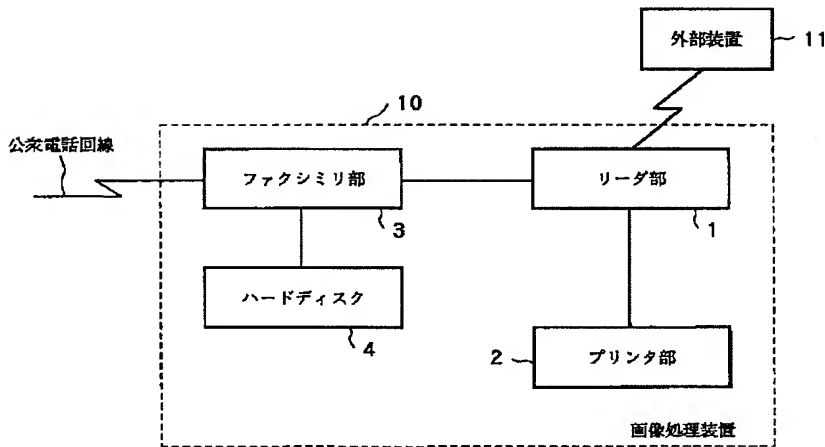 外部装置
11
10
公衆電話回線
ファクシミリ部
リーダ部
3
1
ハードディスク
4
2
プリンタ部
画像処理装置